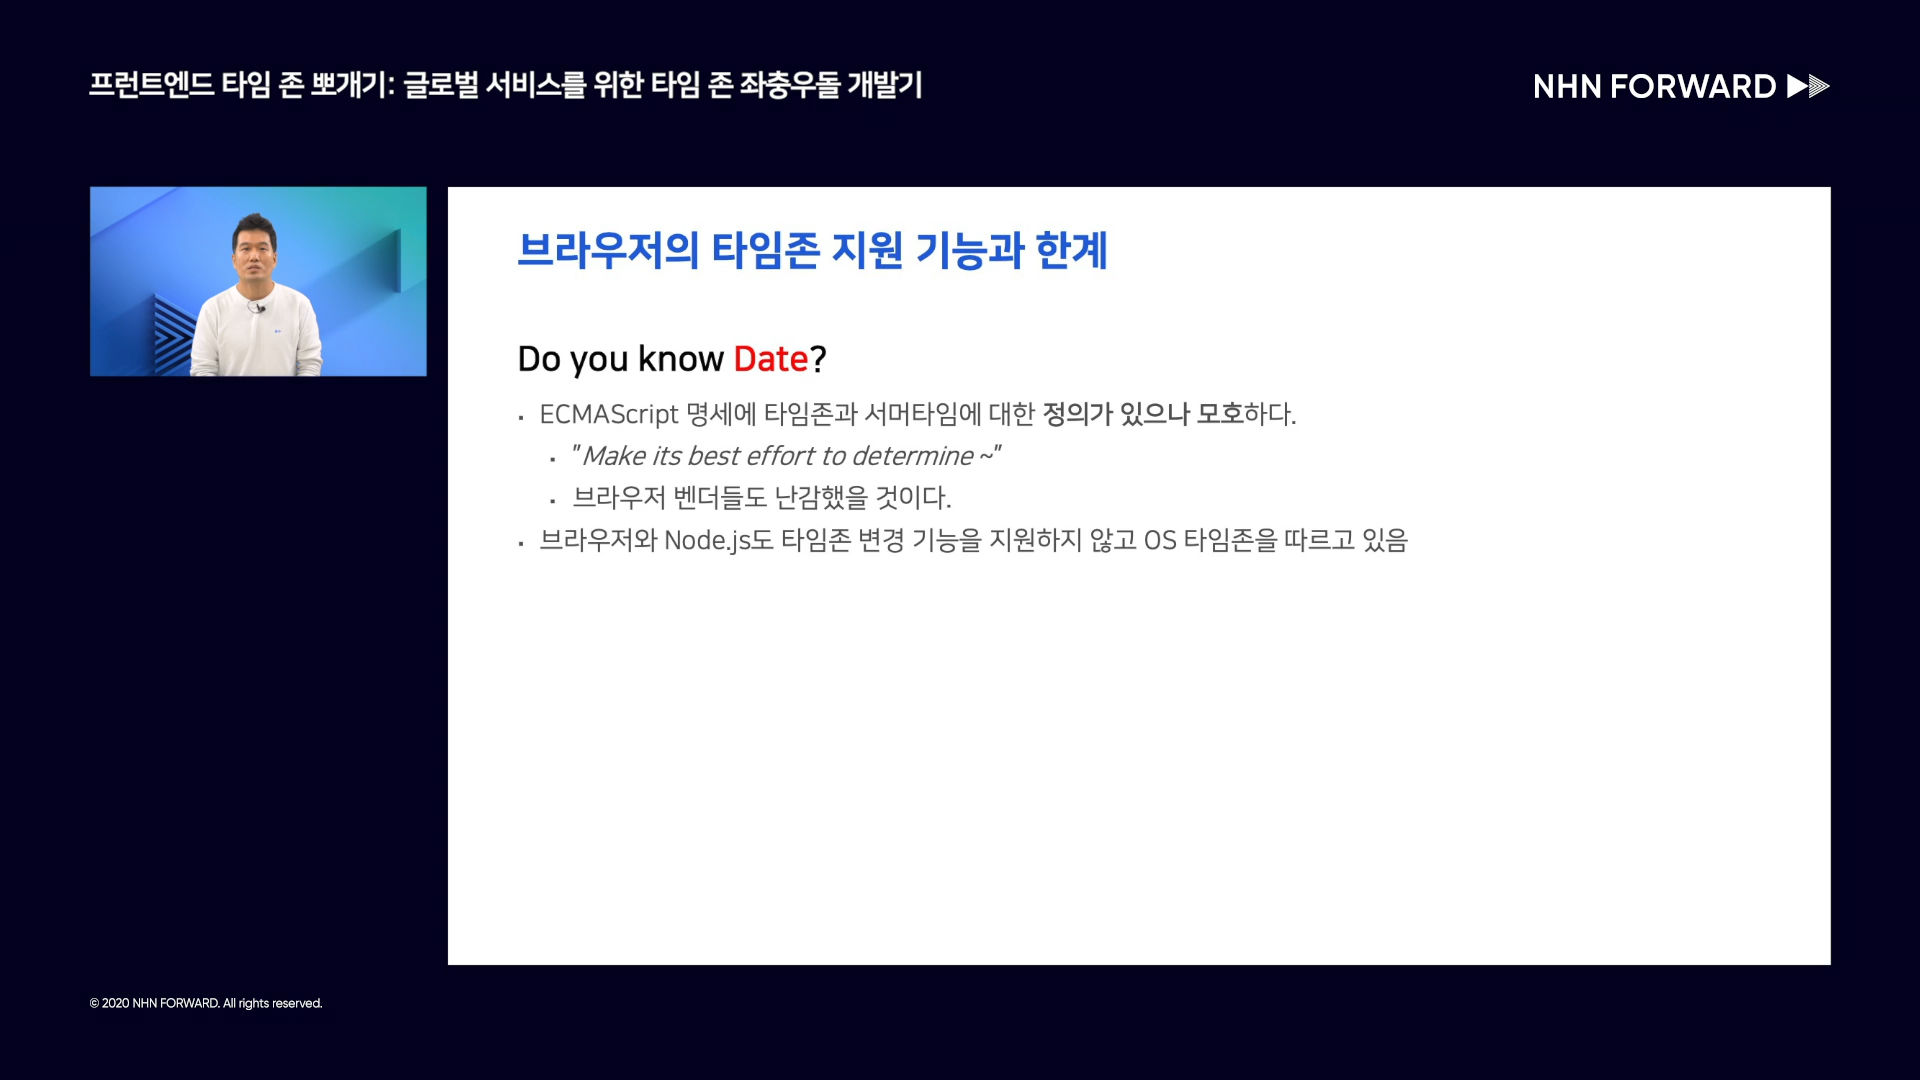 프런트엔드 타임 존 뽀개기: 글로벌 서비스를 위한 타임 존 좌충우돌 개발기
NHN FORWARD
브라우저의 타임존 지원 기능과 한계
Do you know Date?
▪ ECMAScript 명세에 타임존과 서머타임에 대한 정의가 있으나 모호하다.
▪ "Make its best effort to determine ~"
▪ 브라우저 벤더들도 난감했을 것이다.
▪ 브라우저와 Node.js도 타임존 변경 기능을 지원하지 않고 OS 타임존을 따르고 있음
© 2020 NHN FORWARD. All rights reserved.